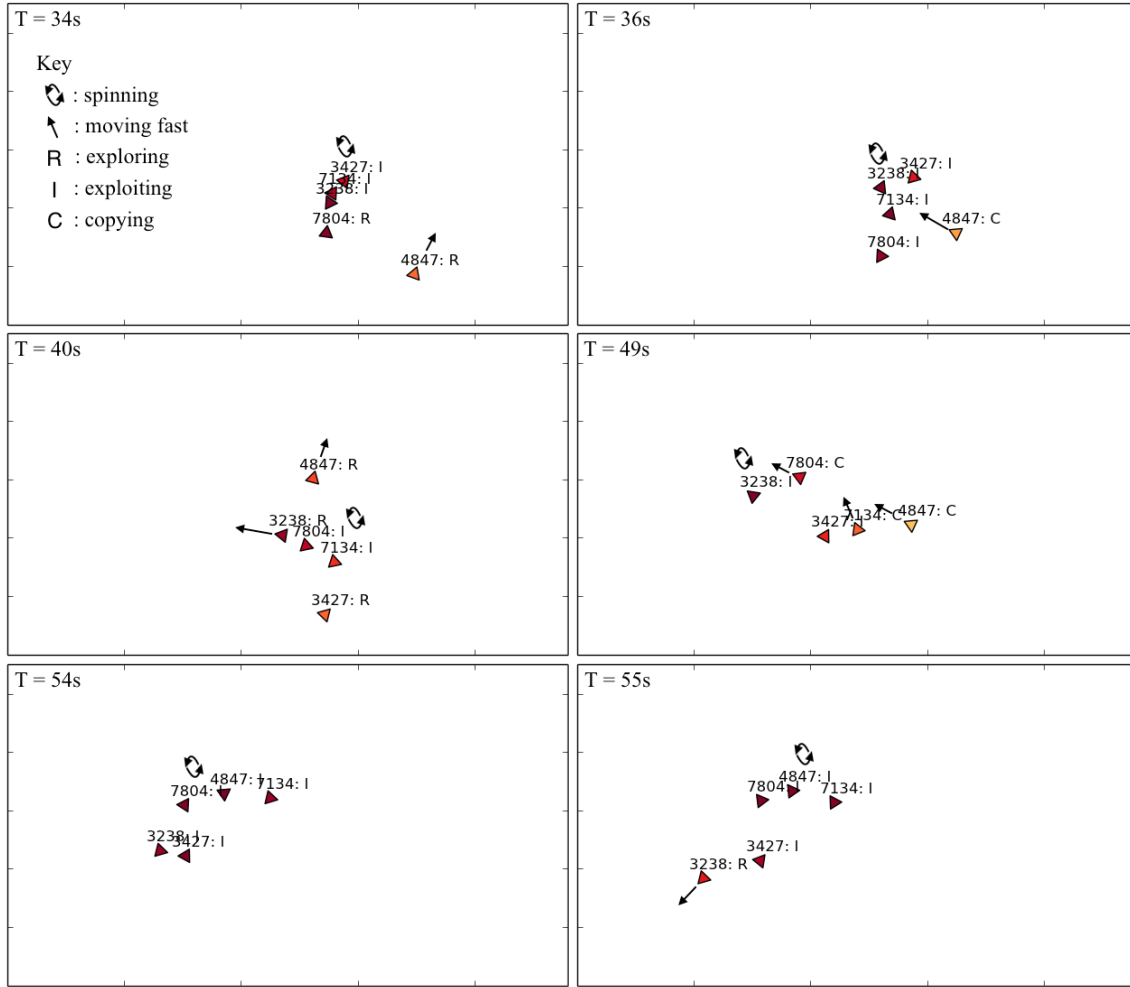 T = 34s
Key
: spinning
: moving fast
R : exploring
I : exploiting
C : copying
3427: I
7134: I
3238: I
7804: R
4847: R
T = 36s
3427: I
3238: I
7134: I
4847: C
7804: I
T = 40s
4847: R
3238: R
7804: I
7134: I
3427: R
T = 49s
7804: C
3238: I
3427: I
7134: C
4847: C
T = 54s
4847: I
7134: I
7804: I
3238: I
3427: I
T = 55s
4847: I
7804: I
7134: I
3427: I
3238: R